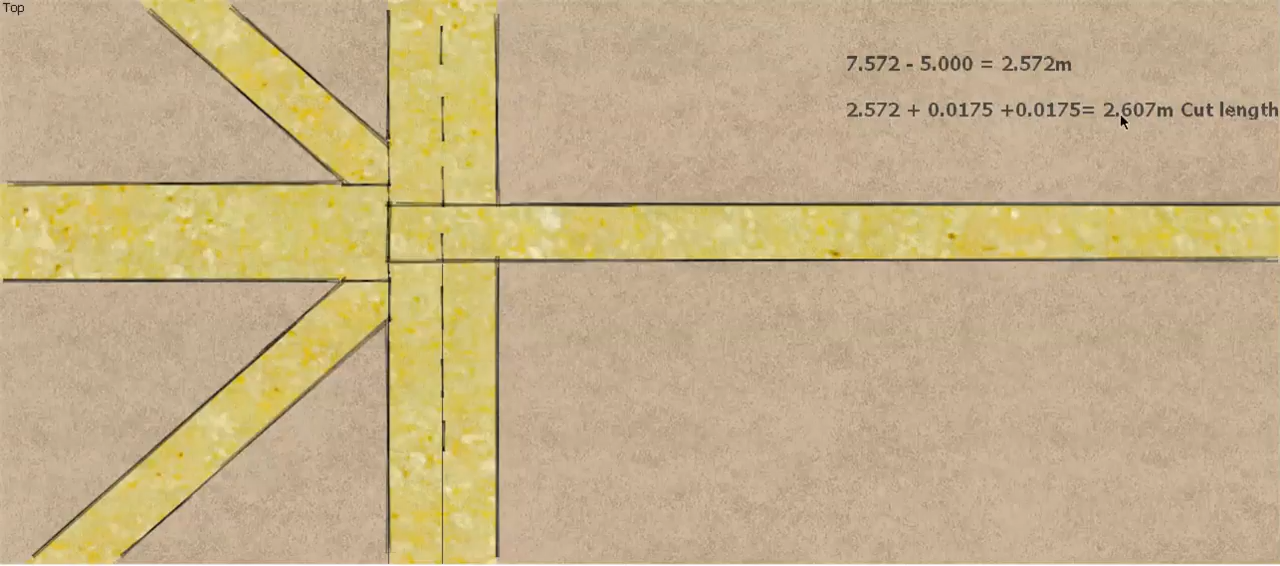 Top
7.572 - 5.000 = 2.572m
2.572 + 0.0175 +0.0175= 2.607m Cut length